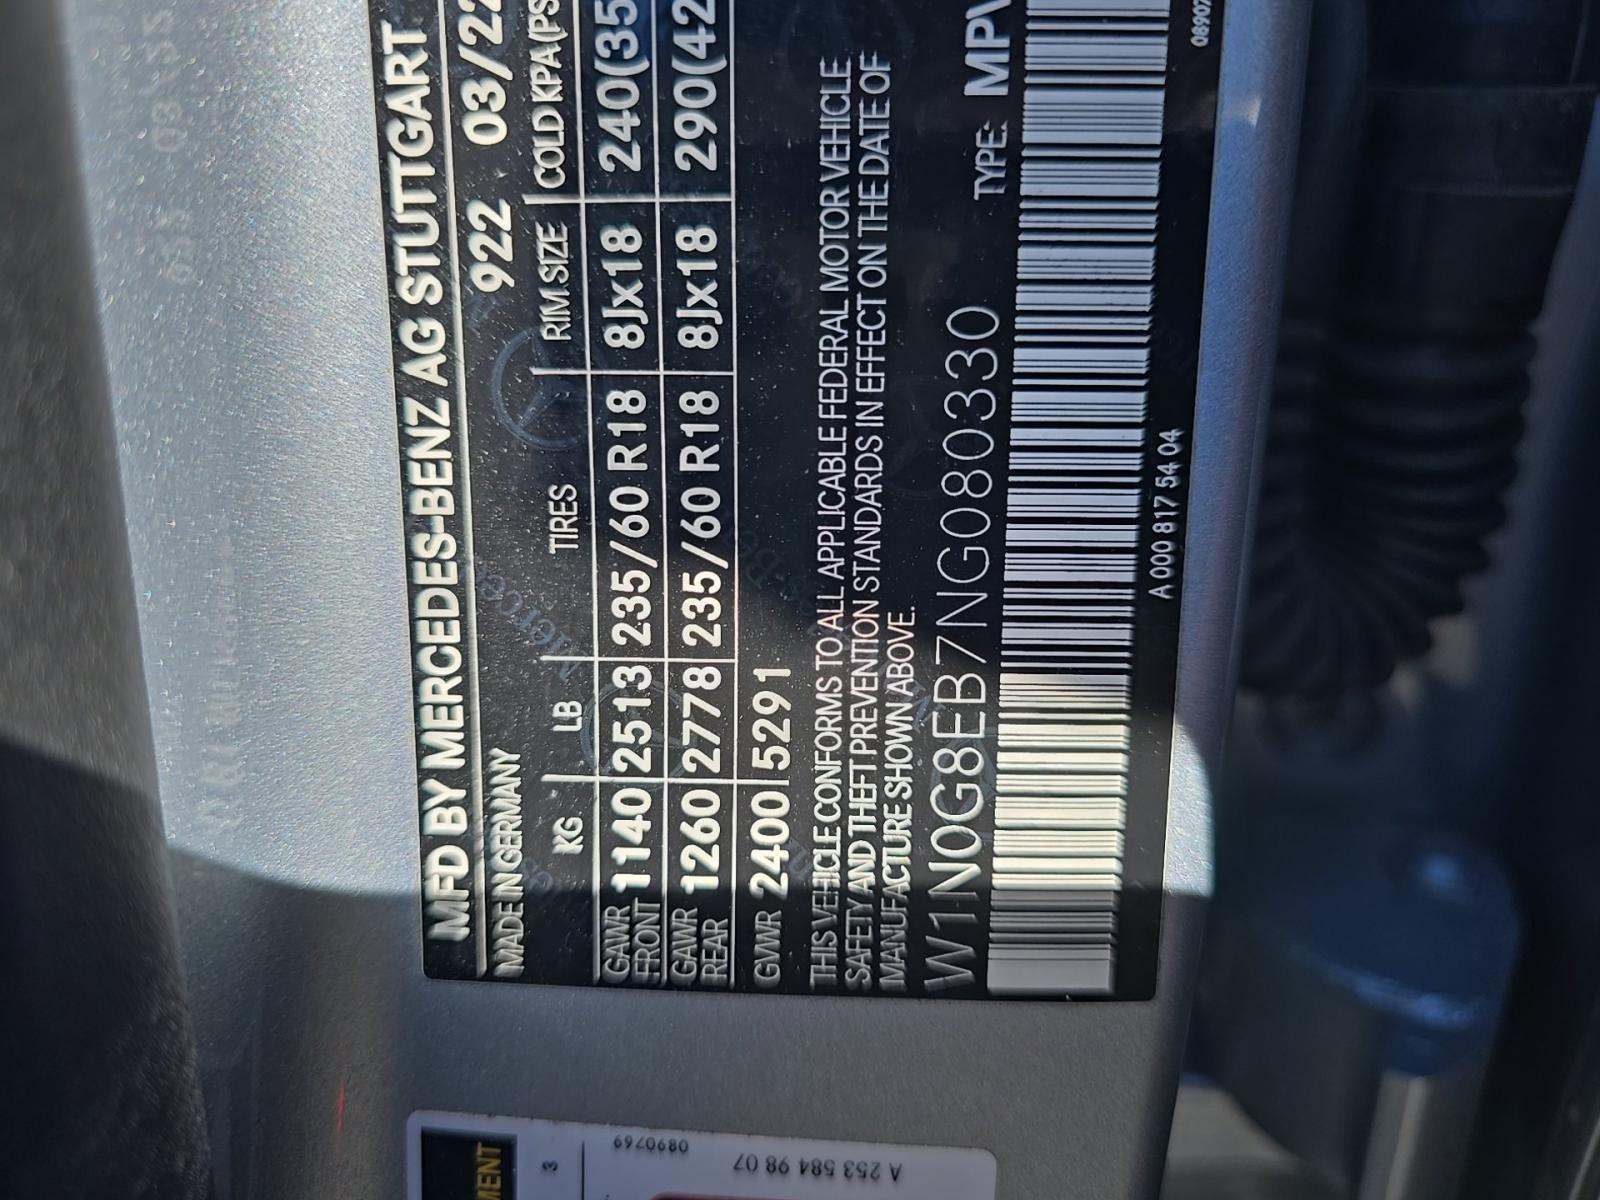 MFD BY MERCEDES-BENZ AG STUTTGART
MADE IN GERMANY 922 03/22
KG LB TIRES RIM SIZE COLD KPA(PS
GAWR FRONT 1140 2513 235/60 R18 8Jx18 240(35
GAWR REAR 1260 2778 235/60 R18 8Jx18 290(42
GVWR 2400 5291
THIS VEHICLE CONFORMS TO ALL APPLICABLE FEDERAL MOTOR VEHICLE
SAFETY AND THEFT PREVENTION STANDARDS IN EFFECT ON THE DATE OF
MANUFACTURE SHOWN ABOVE.
W1N0G8EB7NG080330 TYPE: MPV
A 000 817 54 04 0890
MENT
3
0890769
A 253 584 98 07